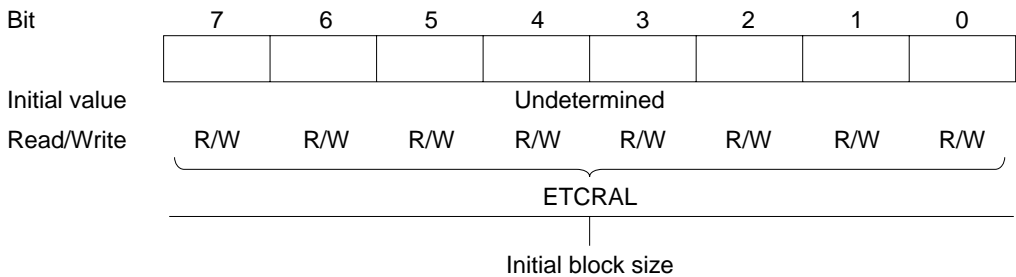 Bit 7 6 5 4 3 2 1 0
Initial value Undetermined
Read/Write R/W R/W R/W R/W R/W R/W R/W R/W
ETCRAL
Initial block size